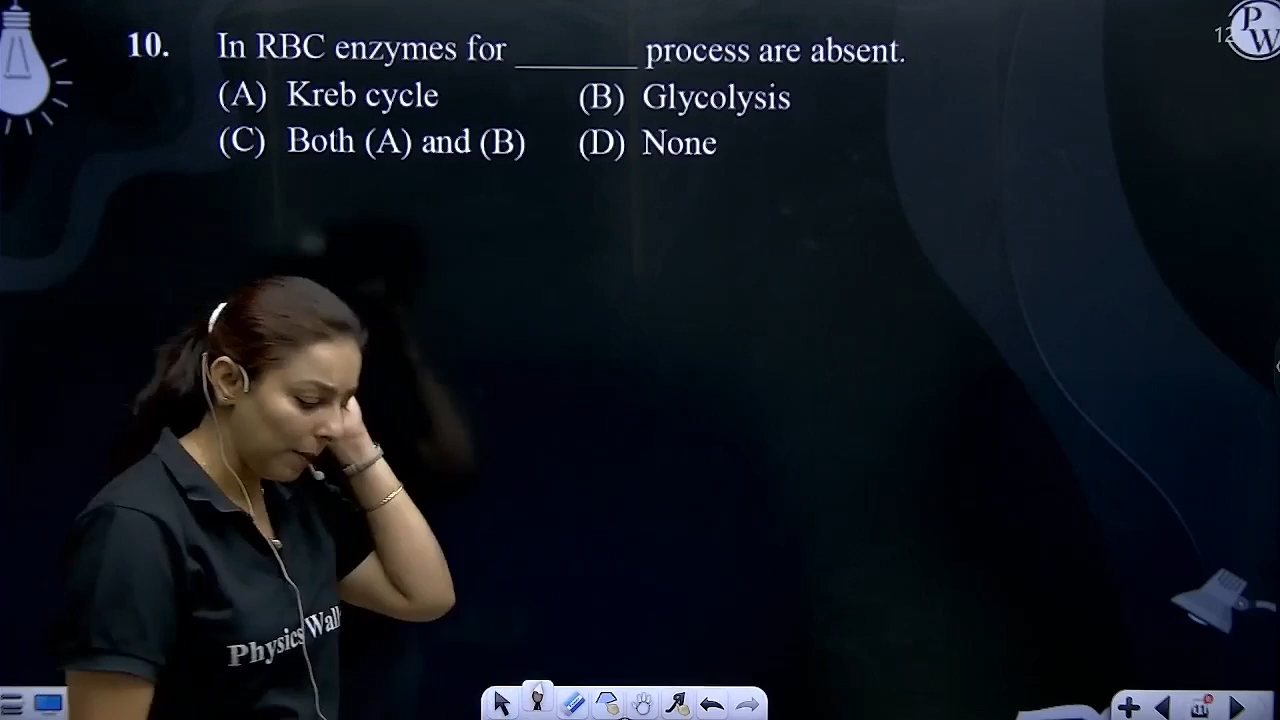 10. In RBC enzymes for ________ process are absent.
(A) Kreb cycle (B) Glycolysis
(C) Both (A) and (B) (D) None
P
W
Physics Wall